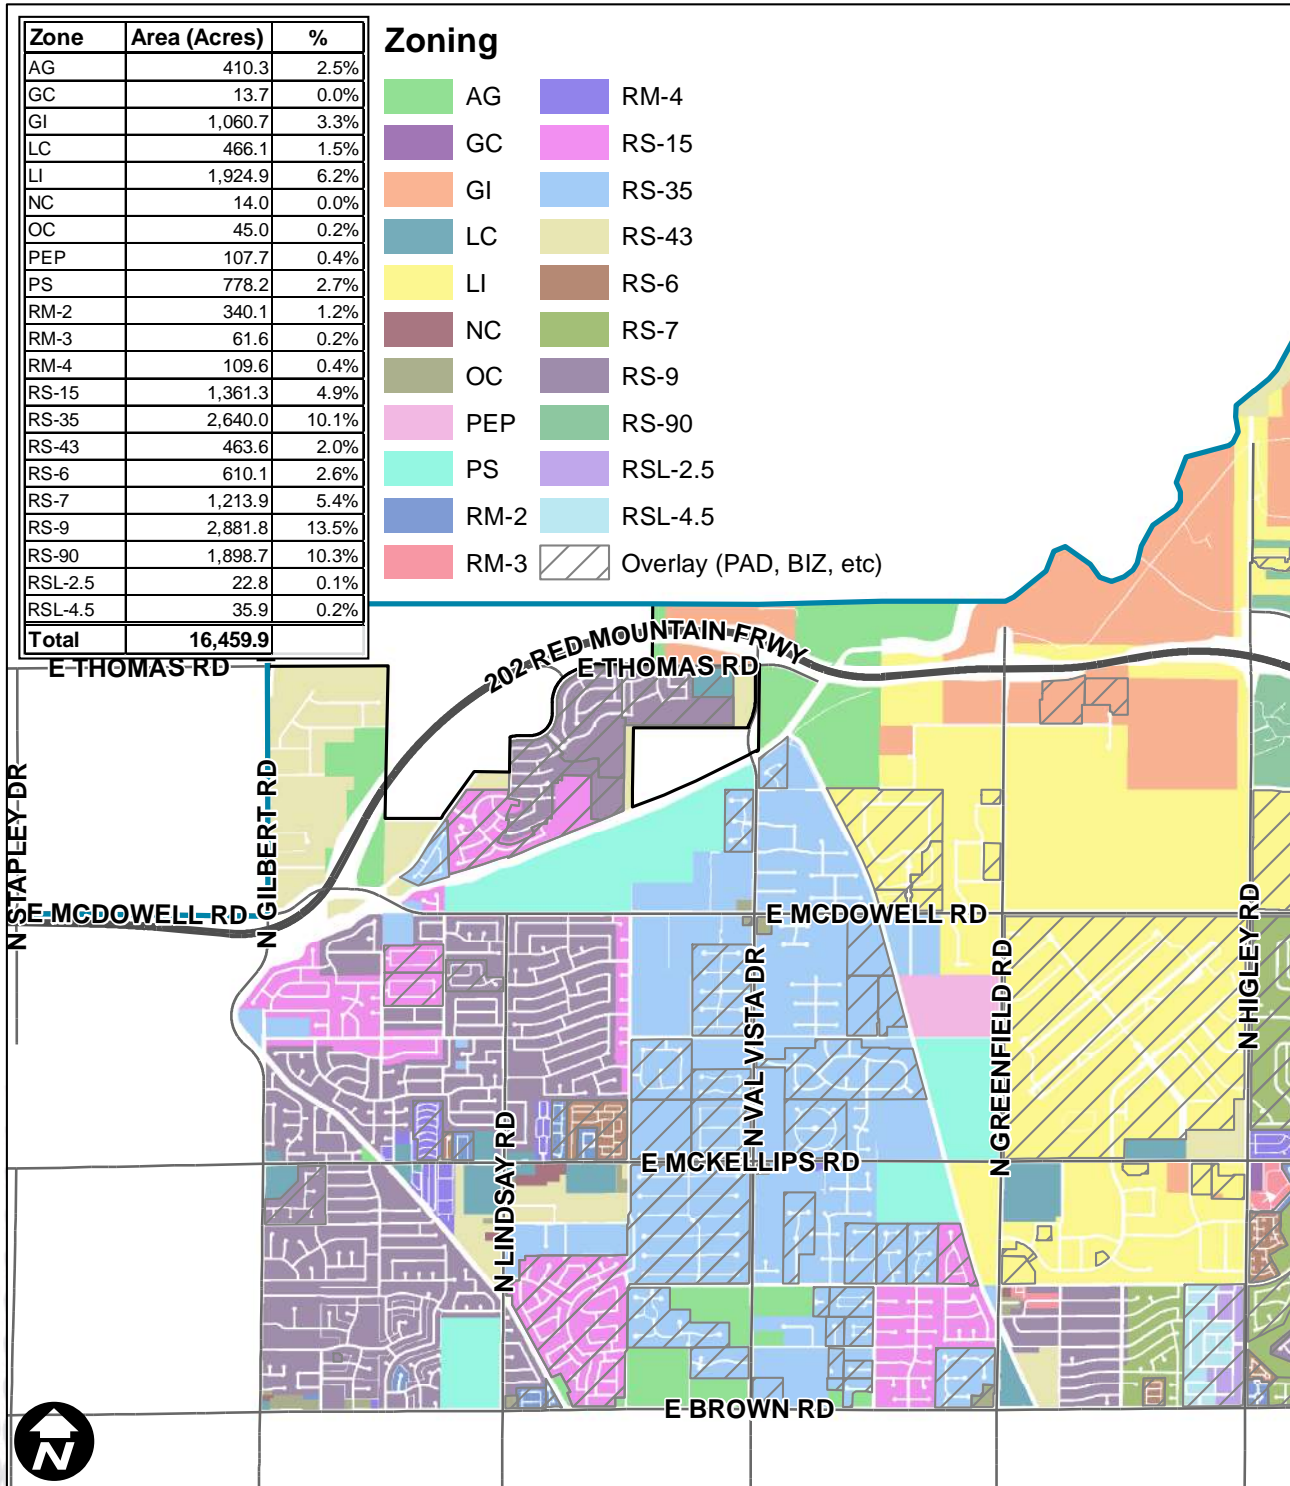 Zone Area (Acres) %
AG 410.3 2.5%
GC 13.7 0.0%
GI 1,060.7 3.3%
LC 466.1 1.5%
LI 1,924.9 6.2%
NC 14.0 0.0%
OC 45.0 0.2%
PEP 107.7 0.4%
PS 778.2 2.7%
RM-2 340.1 1.2%
RM-3 61.6 0.2%
RM-4 109.6 0.4%
RS-15 1,361.3 4.9%
RS-35 2,640.0 10.1%
RS-43 463.6 2.0%
RS-6 610.1 2.6%
RS-7 1,213.9 5.4%
RS-9 2,881.8 13.5%
RS-90 1,898.7 10.3%
RSL-2.5 22.8 0.1%
RSL-4.5 35.9 0.2%
Total 16,459.9
Zoning
AG
GC
GI
LC
LI
NC
OC
PEP
PS
RM-2
RM-3
RM-4
RS-15
RS-35
RS-43
RS-6
RS-7
RS-9
RS-90
RSL-2.5
RSL-4.5
Overlay (PAD, BIZ, etc)
202 RED MOUNTAIN FRWY
E THOMAS RD
E THOMAS RD
N STAPLEY DR
N GILBERT RD
E MCDOWELL RD
E MCDOWELL RD
N VAL VISTA DR
N GREENFIELD RD
N HIGLEY RD
N LINDSAY RD
E MCKELLIPS RD
E BROWN RD
N